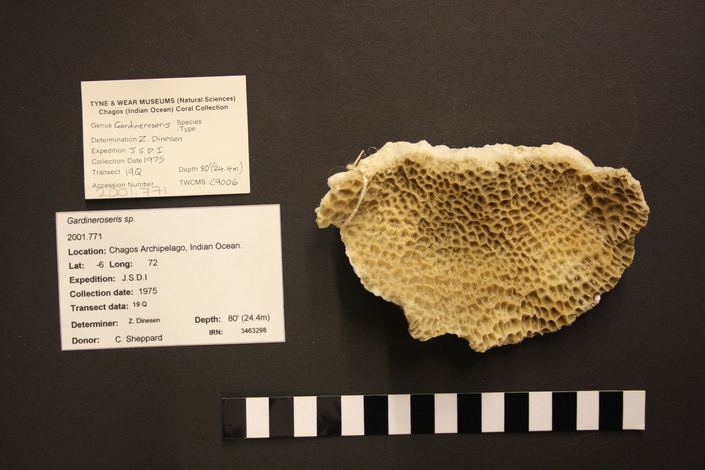 TYNE & WEAR MUSEUMS (Natural Sciences)
Chagos (Indian Ocean) Coral Collection
Genus Gardineroseris Species
/Type
Determination Z Dinesen
Expedition J.S.D.I
Collection Date 1975
Transect 19Q Depth 80'(24.4m)
Accession Number TWCMS : C9006
2001.771
Gardineroseris sp.
2001.771
Location: Chagos Archipelago, Indian Ocean.
Lat: -6 Long: 72
Expedition: J.S.D.I
Collection date: 1975
Transect data: 19 Q
Determiner: Z. Dinesen Depth: 80' (24.4m)
Donor: C. Sheppard IRN: 3463298